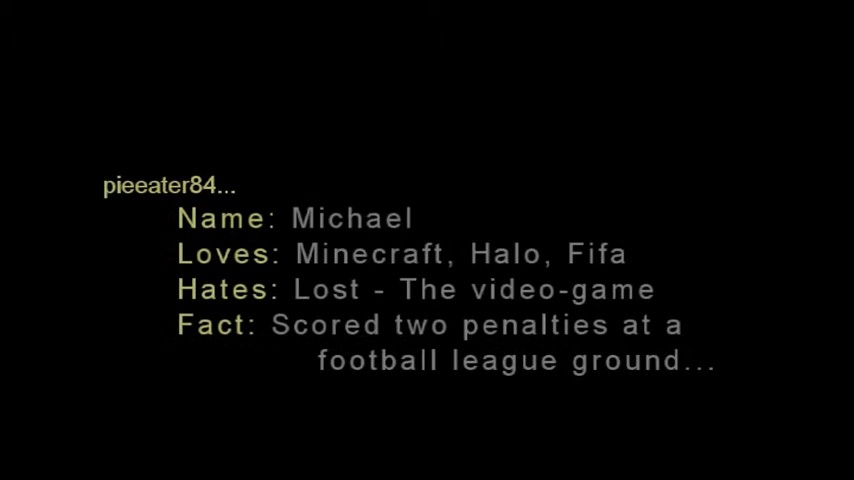 pieeater84...
Name: Michael
Loves: Minecraft, Halo, Fifa
Hates: Lost - The video-game
Fact: Scored two penalties at a
football league ground...